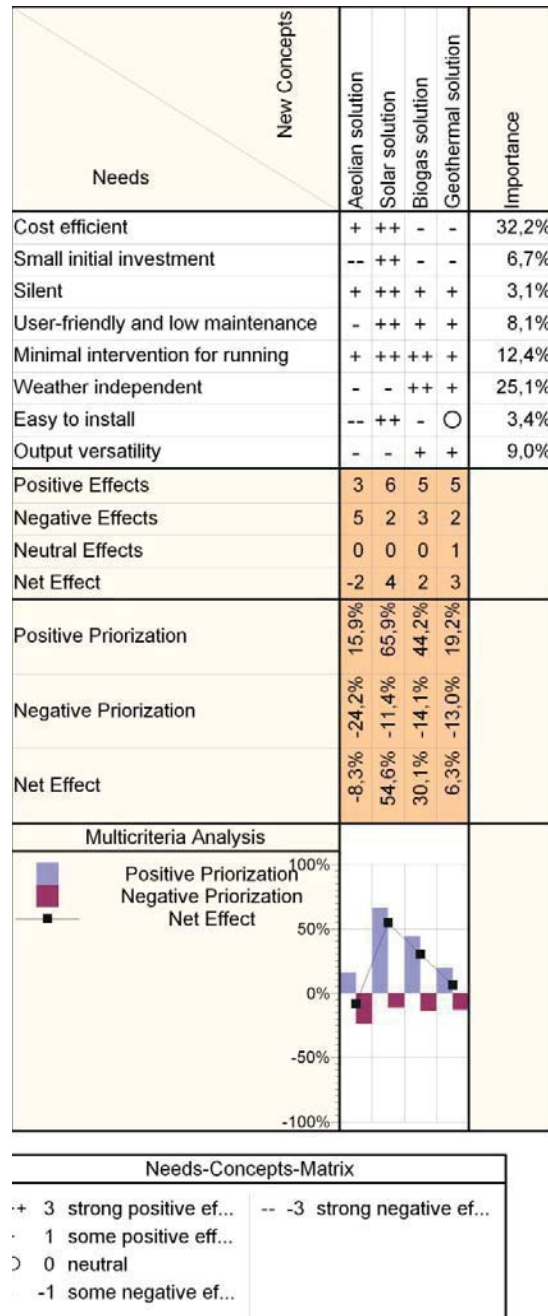 New Concepts
Needs
Aeolian solution
Solar solution
Biogas solution
Geothermal solution
Importance
Cost efficient + ++ - - 32,2%
Small initial investment -- ++ - - 6,7%
Silent + ++ + + 3,1%
User-friendly and low maintenance - ++ + + 8,1%
Minimal intervention for running + ++ ++ + 12,4%
Weather independent - - ++ + 25,1%
Easy to install -- ++ - O 3,4%
Output versatility - - + + 9,0%
Positive Effects 3 6 5 5
Negative Effects 5 2 3 2
Neutral Effects 0 0 0 1
Net Effect -2 4 2 3
Positive Priorization 15,9% 65,9% 44,2% 19,2%
Negative Priorization -24,2% -11,4% -14,1% -13,0%
Net Effect -8,3% 54,6% 30,1% 6,3%
Multicriteria Analysis
Positive Priorization
Negative Priorization
Net Effect
100%
50%
0%
-50%
-100%
Needs-Concepts-Matrix
+ 3 strong positive ef... -- -3 strong negative ef...
1 some positive eff...
0 neutral
-1 some negative ef...